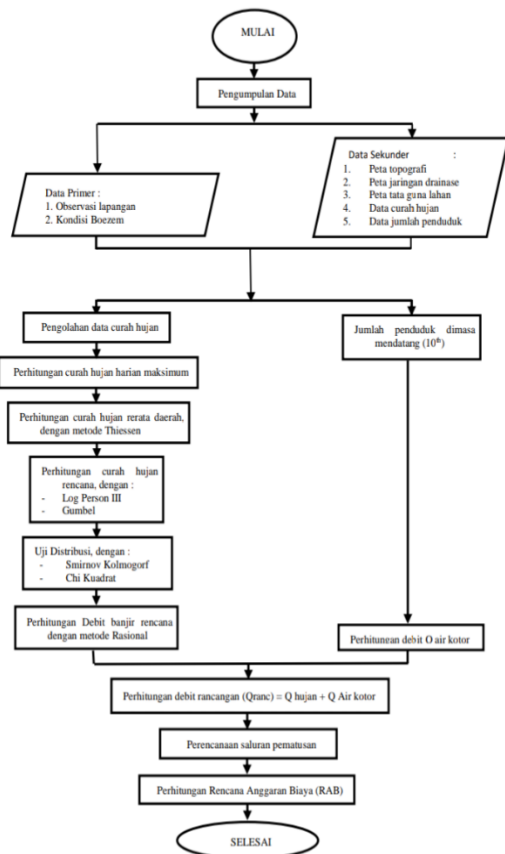 MULAI
Pengumpulan Data
Data Primer :
1. Observasi lapangan
2. Kondisi Boezem
Data Sekunder :
1. Peta topografi
2. Peta jaringan drainase
3. Peta tata guna lahan
4. Data curah hujan
5. Data jumlah penduduk
Pengolahan data curah hujan
Perhitungan curah hujan harian maksimum
Perhitungan curah hujan rerata daerah,
dengan metode Thiessen
Perhitungan curah hujan
rencana, dengan :
- Log Person III
- Gumbel
Uji Distribusi, dengan :
- Smirnov Kolmogorf
- Chi Kuadrat
Perhitungan Debit banjir rencana
dengan metode Rasional
Jumlah penduduk dimasa
mendatang (10th)
Perhitungan debit Q air kotor
Perhitungan debit rancangan (Qranc) = Q hujan + Q Air kotor
Perencanaan saluran pematusan
Perhitungan Rencana Anggaran Biaya (RAB)
SELESAI